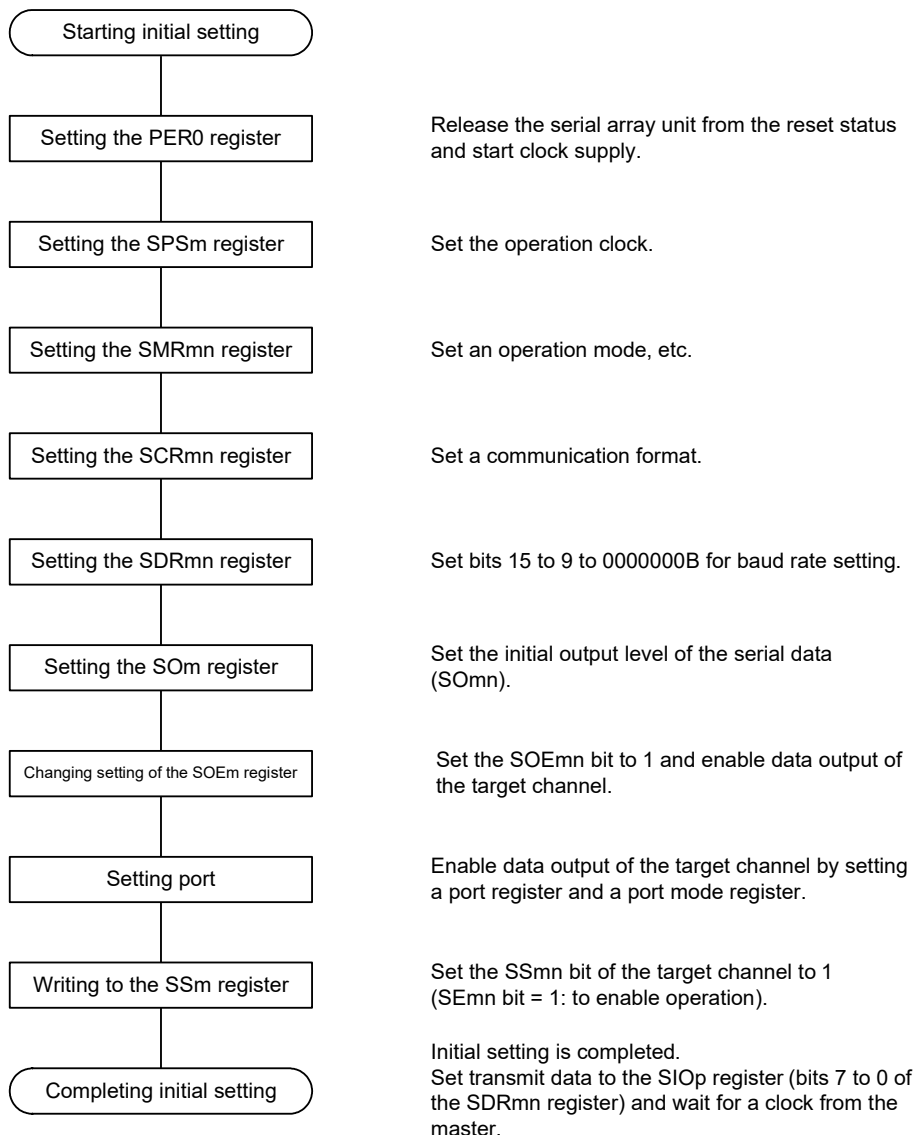 Starting initial setting
Setting the PER0 register
Release the serial array unit from the reset status
and start clock supply.
Setting the SPSm register
Set the operation clock.
Setting the SMRmn register
Set an operation mode, etc.
Setting the SCRmn register
Set a communication format.
Setting the SDRmn register
Set bits 15 to 9 to 0000000B for baud rate setting.
Setting the SOm register
Set the initial output level of the serial data
(SOmn).
Changing setting of the SOEm register
Set the SOEmn bit to 1 and enable data output of
the target channel.
Setting port
Enable data output of the target channel by setting
a port register and a port mode register.
Writing to the SSm register
Set the SSmn bit of the target channel to 1
(SEmn bit = 1: to enable operation).
Completing initial setting
Initial setting is completed.
Set transmit data to the SIOp register (bits 7 to 0 of
the SDRmn register) and wait for a clock from the
master.